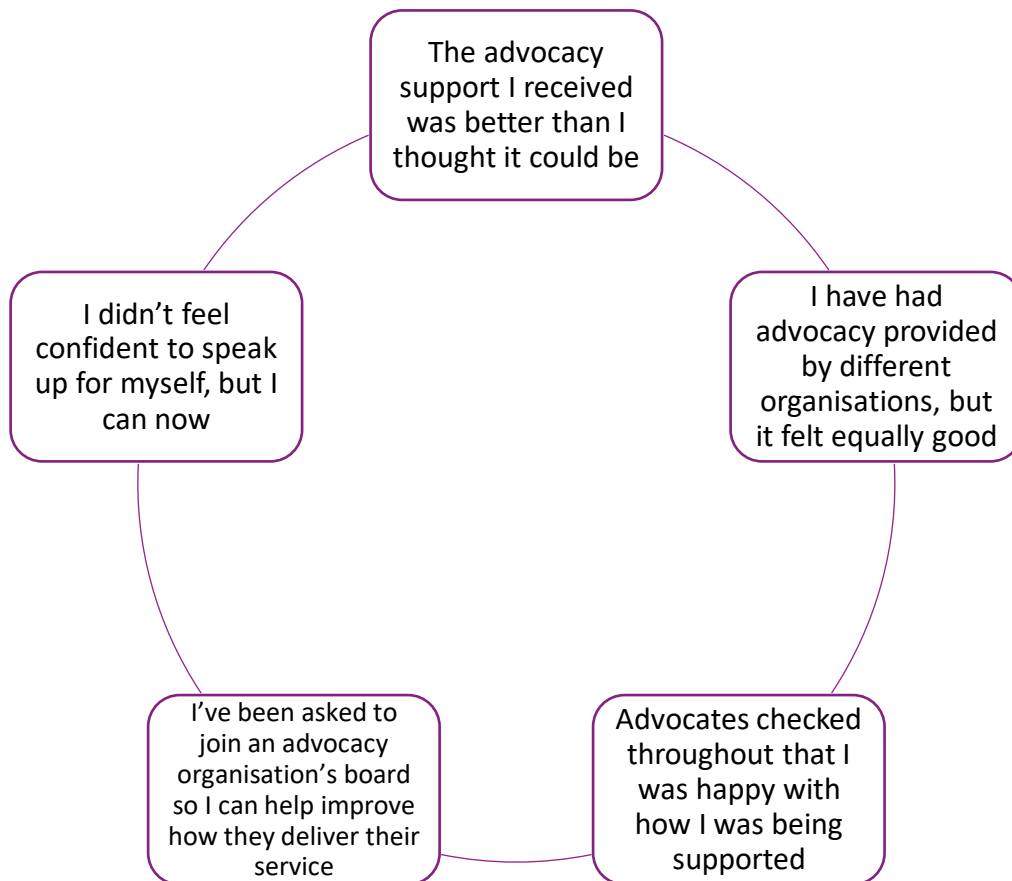 The advocacy
support I received
was better than I
thought it could be
I have had
advocacy provided
by different
organisations, but
it felt equally good
Advocates checked
throughout that I
was happy with
how I was being
supported
I’ve been asked to
join an advocacy
organisation’s board
so I can help improve
how they deliver their
service
I didn’t feel
confident to speak
up for myself, but I
can now